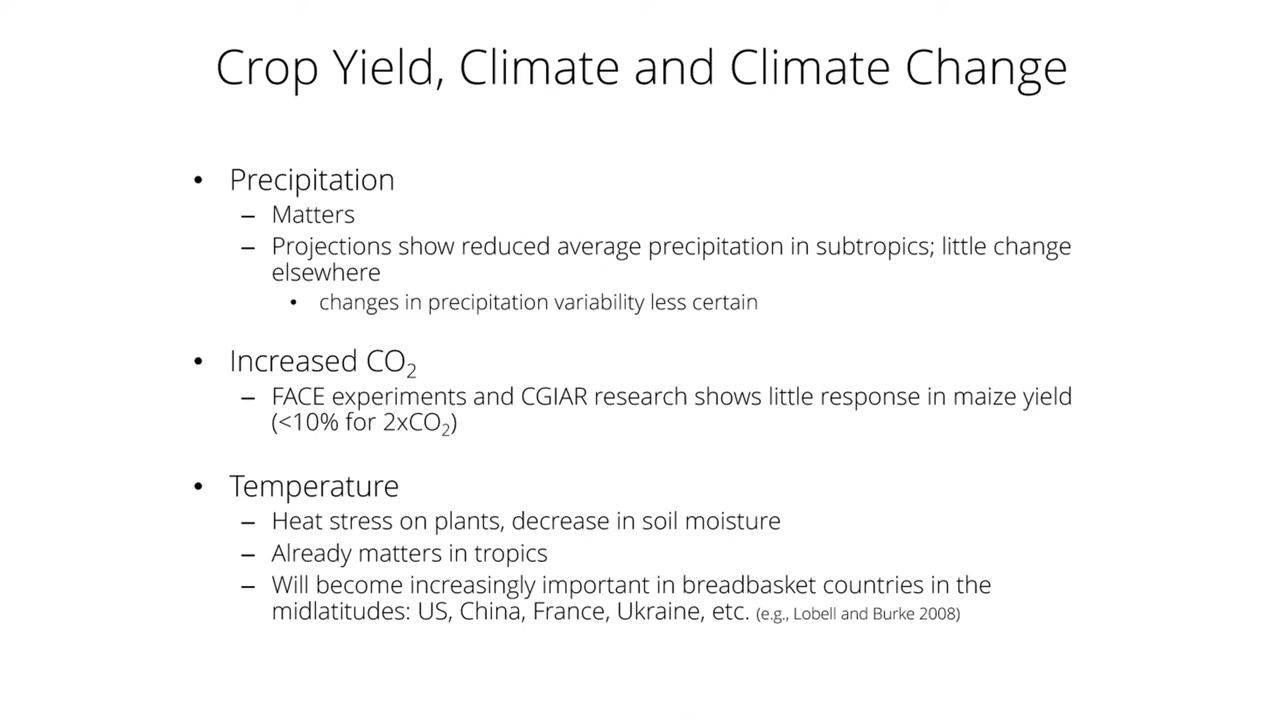 Crop Yield, Climate and Climate Change
• Precipitation
– Matters
– Projections show reduced average precipitation in subtropics; little change
elsewhere
• changes in precipitation variability less certain
• Increased CO₂
– FACE experiments and CGIAR research shows little response in maize yield
(<10% for 2xCO₂)
• Temperature
– Heat stress on plants, decrease in soil moisture
– Already matters in tropics
– Will become increasingly important in breadbasket countries in the
midlatitudes: US, China, France, Ukraine, etc. (e.g., Lobell and Burke 2008)